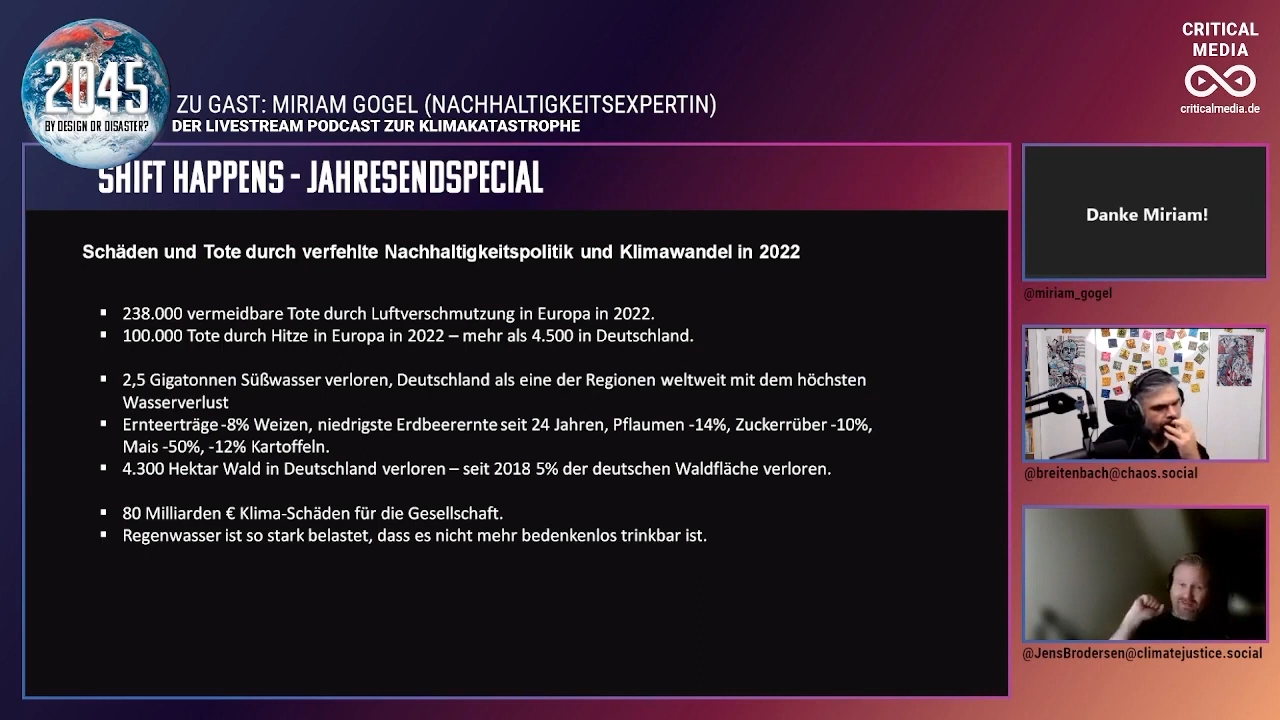 2045
BY DESIGN OR DISASTER?
ZU GAST: MIRIAM GOGEL (NACHHALTIGKEITSEXPERTIN)
DER LIVESTREAM PODCAST ZUR KLIMAKATASTROPHE
CRITICAL
MEDIA
criticalmedia.de
SHIFT HAPPENS - JAHRESENDSPECIAL
Schäden und Tote durch verfehlte Nachhaltigkeitspolitik und Klimawandel in 2022
▪ 238.000 vermeidbare Tote durch Luftverschmutzung in Europa in 2022.
▪ 100.000 Tote durch Hitze in Europa in 2022 – mehr als 4.500 in Deutschland.
▪ 2,5 Gigatonnen Süßwasser verloren, Deutschland als eine der Regionen weltweit mit dem höchsten
Wasserverlust
▪ Ernteerträge -8% Weizen, niedrigste Erdbeerernte seit 24 Jahren, Pflaumen -14%, Zuckerrüber -10%,
Mais -50%, -12% Kartoffeln.
▪ 4.300 Hektar Wald in Deutschland verloren – seit 2018 5% der deutschen Waldfläche verloren.
▪ 80 Milliarden € Klima-Schäden für die Gesellschaft.
▪ Regenwasser ist so stark belastet, dass es nicht mehr bedenkenlos trinkbar ist.
Danke Miriam!
@miriam_gogel
@breitenbach@chaos.social
@JensBrodersen@climatejustice.social